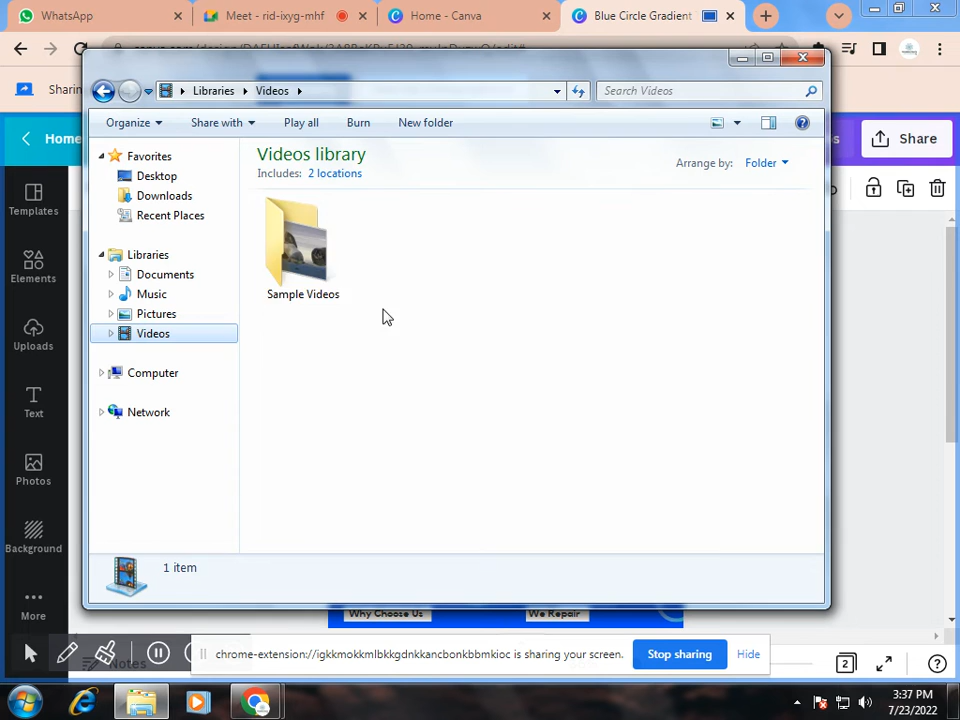 WhatsApp
Meet - rid-ixyg-mhf
Home - Canva
Blue Circle Gradient
Sharin
Libraries
Videos
Search Videos
Organize
Share with
Play all
Burn
New folder
Home
Share
Favorites
Desktop
Downloads
Recent Places
Libraries
Documents
Music
Pictures
Videos
Computer
Network
Videos library
Includes: 2 locations
Arrange by: Folder
Sample Videos
Templates
Elements
Uploads
Text
Photos
Background
More
1 item
Why Choose Us
We Repair
Notes
chrome-extension://igkkmokkmlbkkgdnkkancbonkbbmkioc is sharing your screen.
Stop sharing
Hide
2
3:37 PM
7/23/2022